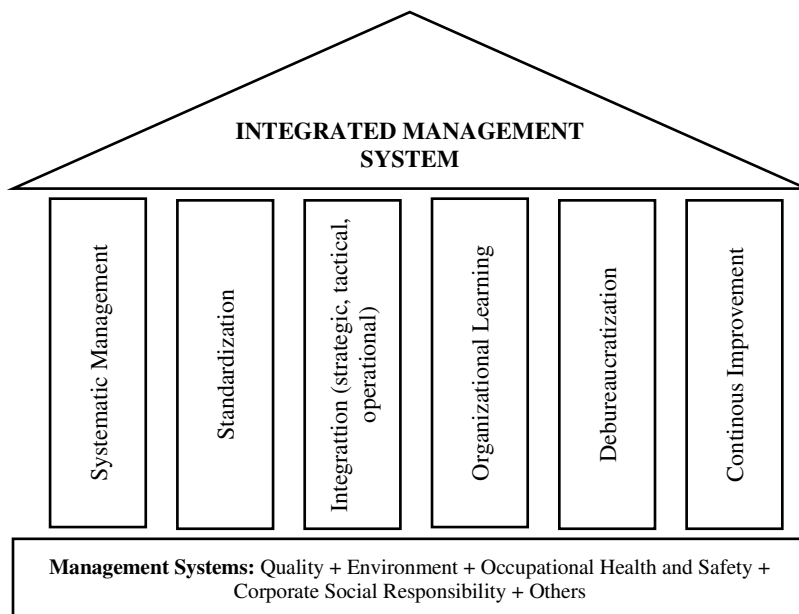 INTEGRATED MANAGEMENT
SYSTEM
Systematic Management
Standardization
Integrattion (strategic, tactical,
operational)
Organizational Learning
Debureaucratization
Continous Improvement
Management Systems: Quality + Environment + Occupational Health and Safety +
Corporate Social Responsibility + Others